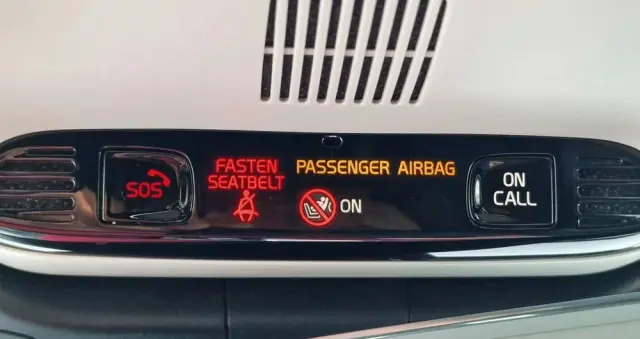 SOS
FASTEN
SEATBELT
PASSENGER AIRBAG
ON
ON
CALL